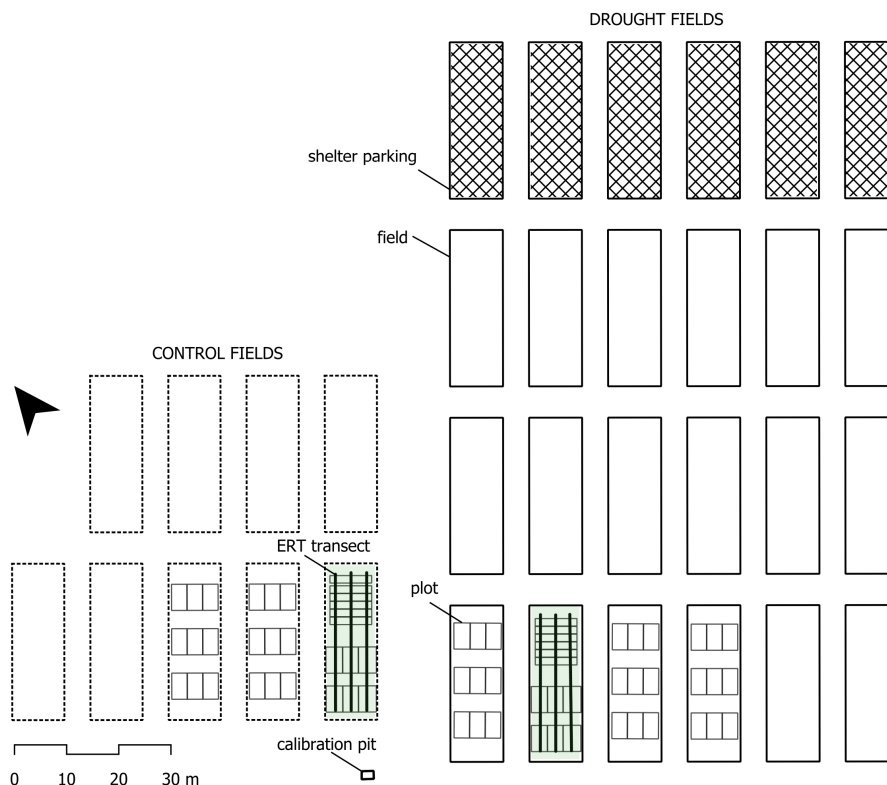 DROUGHT FIELDS
shelter parking
field
CONTROL FIELDS
ERT transect
plot
calibration pit
0 10 20 30 m